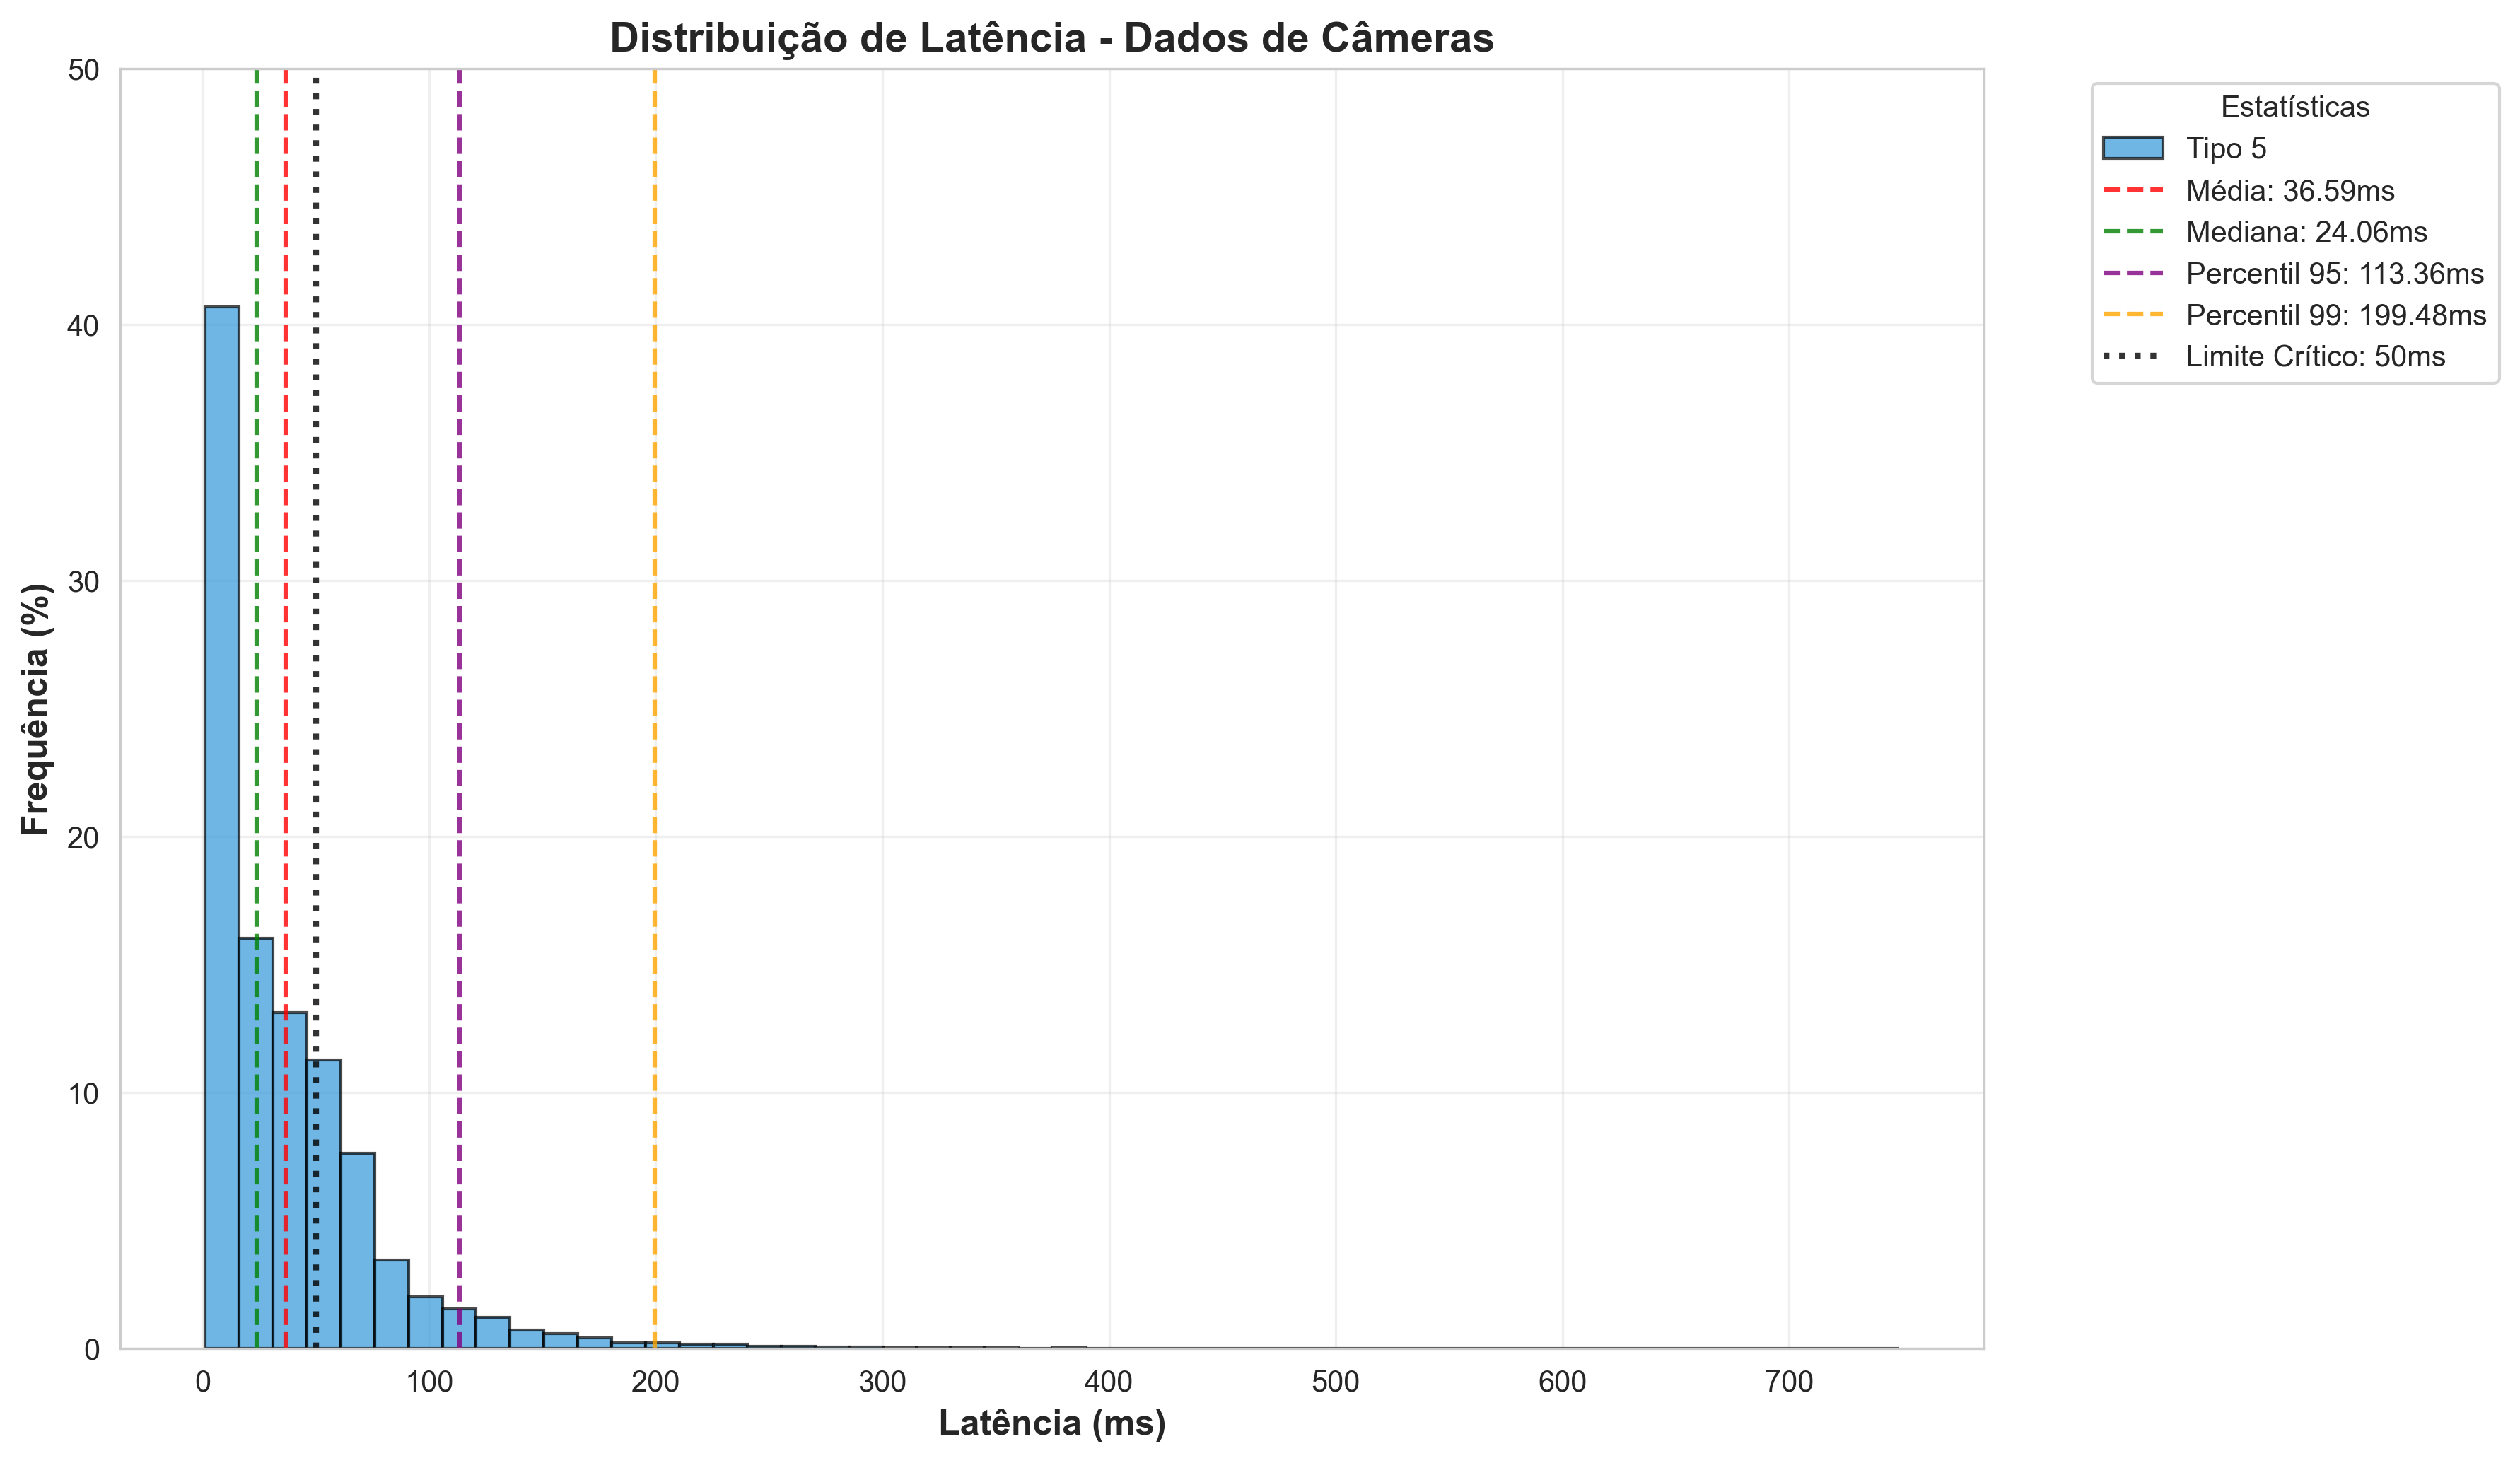 Distribuição de Latência - Dados de Câmeras
50
40
30
20
10
0
Frequência (%)
0 100 200 300 400 500 600 700
Latência (ms)
Estatísticas
Tipo 5
Média: 36.59ms
Mediana: 24.06ms
Percentil 95: 113.36ms
Percentil 99: 199.48ms
Limite Crítico: 50ms